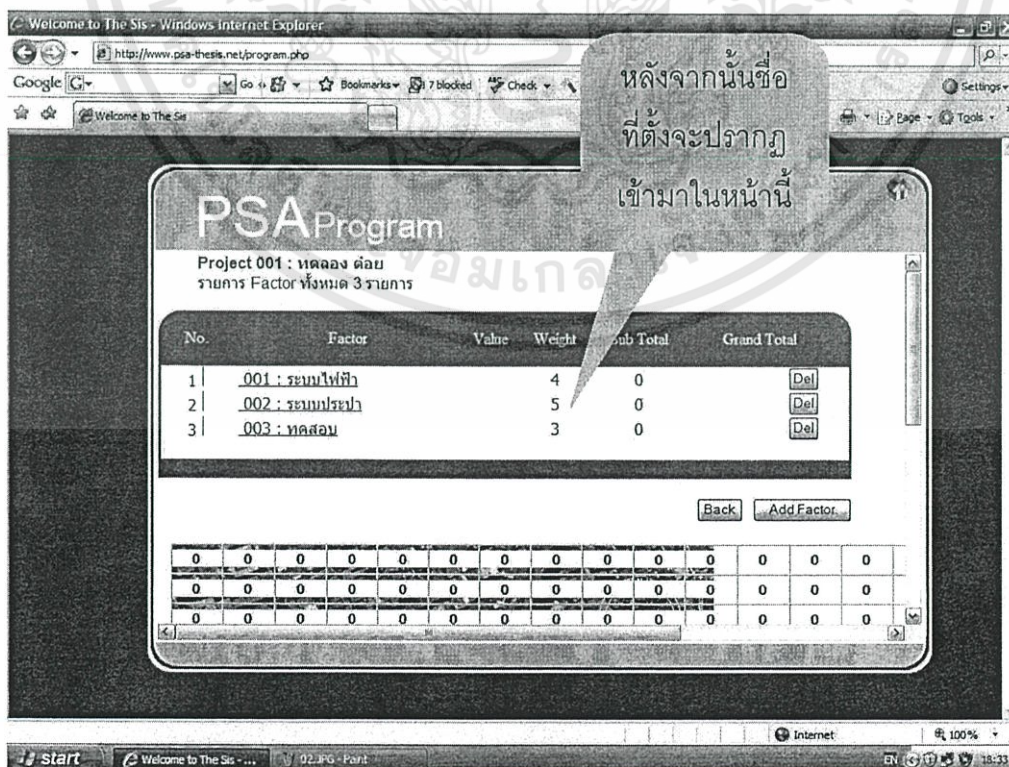 Welcome to The Sis - Windows Internet Explorer
http://www.psa-thesis.net/program.php
Google Go Bookmarks 7 blocked Check Settings
Welcome to The Sis Page Tools
หลังจากนั้นชื่อ
ที่ตั้งจะปรากฏ
เข้ามาในหน้านี้
PSA Program
จอมเกล
Project 001 : ทดลอง ค่อย
รายการ Factor ทั้งหมด 3 รายการ
No. Factor Value Weight Sub Total Grand Total
1 001 : ระบบไฟฟ้า 4 0 Del
2 002 : ระบบประปา 5 0 Del
3 003 : ทดสอบ 3 0 Del
Back Add Factor
0 0 0 0 0 0 0 0 0 0 0 0 0 0
0 0 0 0 0 0 0 0 0 0 0 0 0 0
0 0 0 0 0 0 0 0 0 0 0 0 0 0
Internet 100%
start Welcome to The Sis -... 02.JPG - Paint EN 18:33